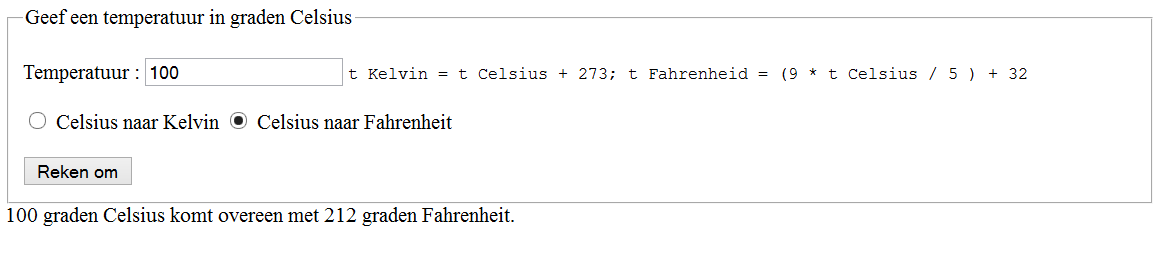 Geef een temperatuur in graden Celsius
Temperatuur : 100 t Kelvin = t Celsius + 273; t Fahrenheid = (9 * t Celsius / 5 ) + 32
Celsius naar Kelvin Celsius naar Fahrenheit
Reken om
100 graden Celsius komt overeen met 212 graden Fahrenheit.